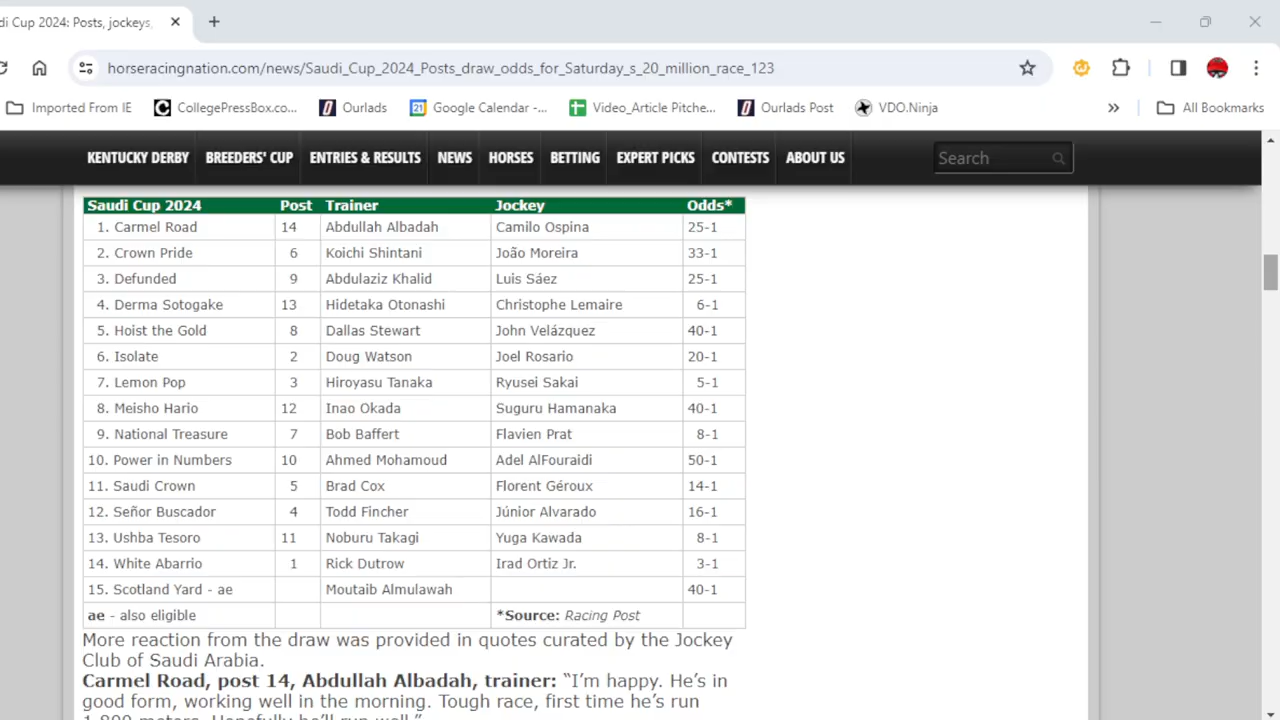 di Cup 2024: Posts, jockeys,
horseracingnation.com/news/Saudi_Cup_2024_Posts_draw_odds_for_Saturday_s_20_million_race_123
Imported From IE CollegePressBox.co... Ourlads Google Calendar -... Video_Article Pitche... Ourlads Post VDO.Ninja » All Bookmarks
KENTUCKY DERBY BREEDERS' CUP ENTRIES & RESULTS NEWS HORSES BETTING EXPERT PICKS CONTESTS ABOUT US Search
Saudi Cup 2024 Post Trainer Jockey Odds*
1. Carmel Road 14 Abdullah Albadah Camilo Ospina 25-1
2. Crown Pride 6 Koichi Shintani João Moreira 33-1
3. Defunded 9 Abdulaziz Khalid Luis Sáez 25-1
4. Derma Sotogake 13 Hidetaka Otonashi Christophe Lemaire 6-1
5. Hoist the Gold 8 Dallas Stewart John Velázquez 40-1
6. Isolate 2 Doug Watson Joel Rosario 20-1
7. Lemon Pop 3 Hiroyasu Tanaka Ryusei Sakai 5-1
8. Meisho Hario 12 Inao Okada Suguru Hamanaka 40-1
9. National Treasure 7 Bob Baffert Flavien Prat 8-1
10. Power in Numbers 10 Ahmed Mohamoud Adel AlFouraidi 50-1
11. Saudi Crown 5 Brad Cox Florent Géroux 14-1
12. Señor Buscador 4 Todd Fincher Júnior Alvarado 16-1
13. Ushba Tesoro 11 Noburu Takagi Yuga Kawada 8-1
14. White Abarrio 1 Rick Dutrow Irad Ortiz Jr. 3-1
15. Scotland Yard - ae Moutaib Almulawah 40-1
ae - also eligible *Source: Racing Post
More reaction from the draw was provided in quotes curated by the Jockey
Club of Saudi Arabia.
Carmel Road, post 14, Abdullah Albadah, trainer: “I’m happy. He’s in
good form, working well in the morning. Tough race, first time he’s run
1,800 meters. Hopefully he’ll run well.”